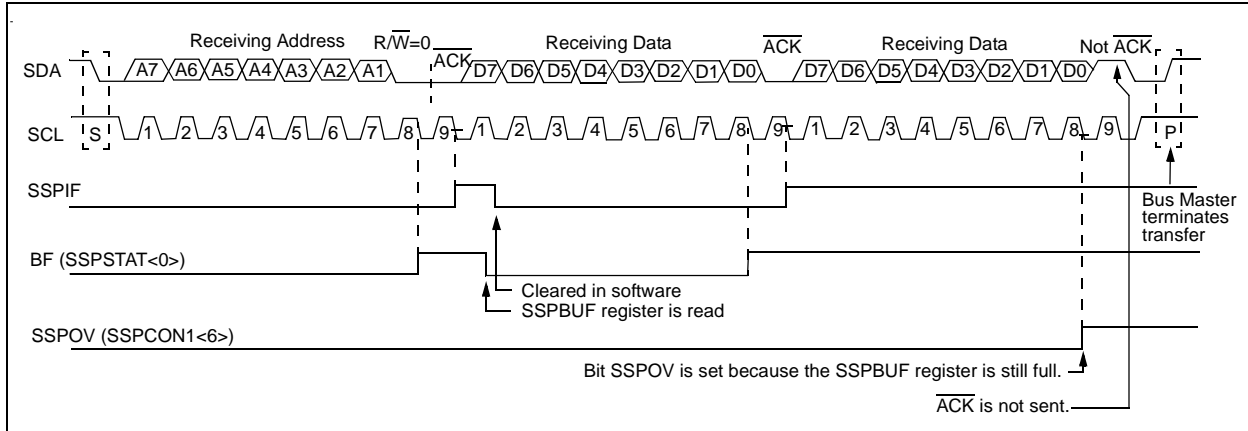 Receiving Address R/W=0 Receiving Data ACK Receiving Data Not ACK
ACK
SDA A7 A6 A5 A4 A3 A2 A1 D7 D6 D5 D4 D3 D2 D1 D0 D7 D6 D5 D4 D3 D2 D1 D0
SCL S 1 2 3 4 5 6 7 8 9 1 2 3 4 5 6 7 8 9 1 2 3 4 5 6 7 8 9 P
SSPIF
Bus Master
terminates
transfer
BF (SSPSTAT<0>)
Cleared in software
SSPBUF register is read
SSPOV (SSPCON1<6>)
Bit SSPOV is set because the SSPBUF register is still full.
ACK is not sent.